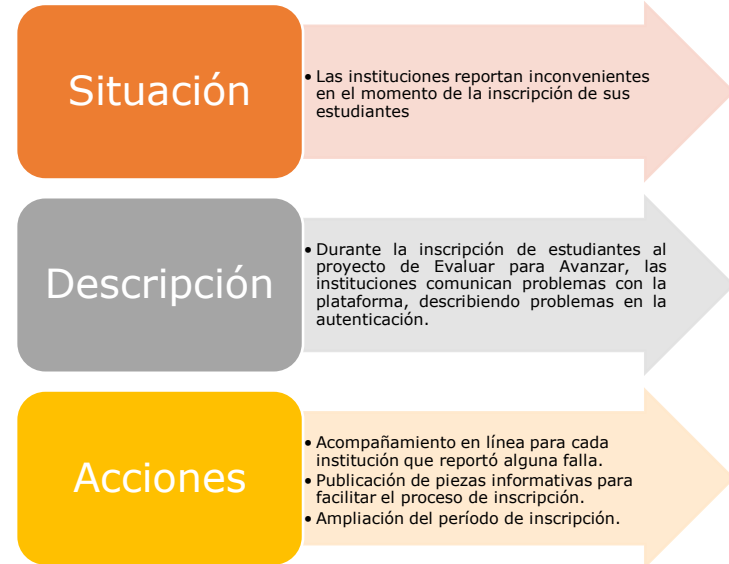 Situación
• Las instituciones reportan inconvenientes
en el momento de la inscripción de sus
estudiantes
Descripción
• Durante la inscripción de estudiantes al
proyecto de Evaluar para Avanzar, las
instituciones comunican problemas con la
plataforma, describiendo problemas en la
autenticación.
Acciones
• Acompañamiento en línea para cada
institución que reportó alguna falla.
• Publicación de piezas informativas para
facilitar el proceso de inscripción.
• Ampliación del período de inscripción.